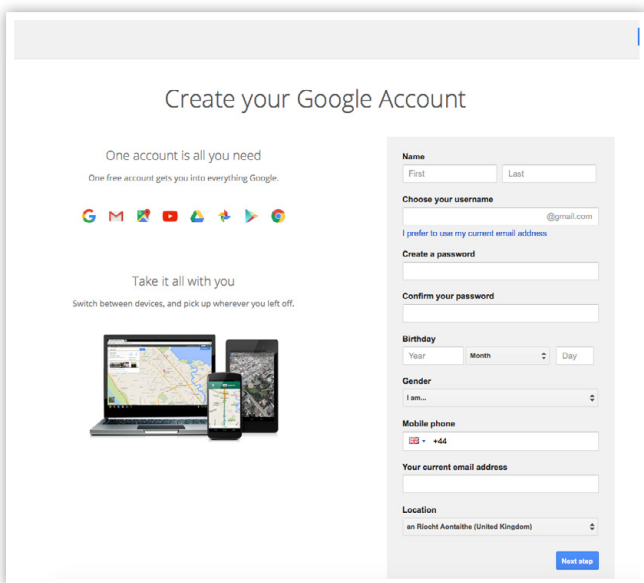 Create your Google Account
One account is all you need
One free account gets you into everything Google.
Take it all with you
Switch between devices, and pick up wherever you left off.
Name
First Last
Choose your username
@gmail.com
I prefer to use my current email address
Create a password
Confirm your password
Birthday
Year Month Day
Gender
I am...
Mobile phone
+44
Your current email address
Location
an Ríocht Aontaithe (United Kingdom)
Next step